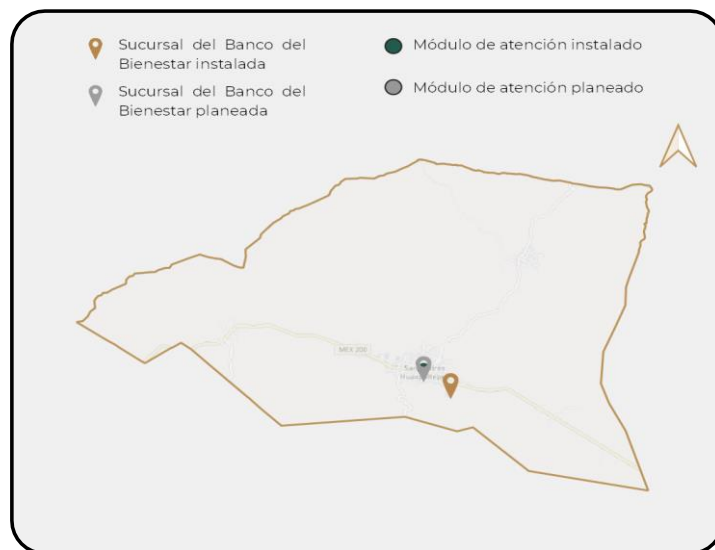 Sucursal del Banco del
Bienestar instalada
Sucursal del Banco del
Bienestar planeada
Módulo de atención instalado
Módulo de atención planeado
MEX 200